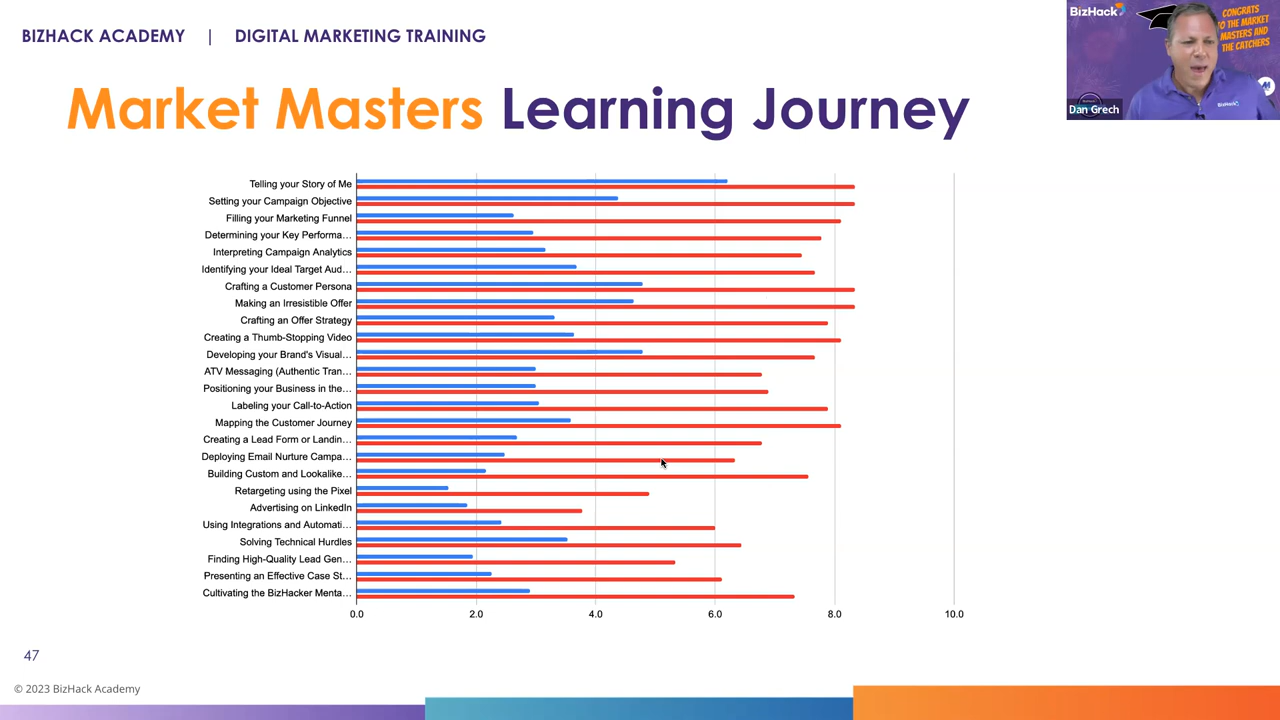 BIZHACK ACADEMY | DIGITAL MARKETING TRAINING
BizHack
CONGRATS
TO THE MARKET
MASTERS AND
THE CATCHERS
BizHack
Dan Grech
Market Masters Learning Journey
Telling your Story of Me
Setting your Campaign Objective
Filling your Marketing Funnel
Determining your Key Performa...
Interpreting Campaign Analytics
Identifying your Ideal Target Aud...
Crafting a Customer Persona
Making an Irresistible Offer
Crafting an Offer Strategy
Creating a Thumb-Stopping Video
Developing your Brand's Visual...
ATV Messaging (Authentic Tran...
Positioning your Business in the...
Labeling your Call-to-Action
Mapping the Customer Journey
Creating a Lead Form or Landin...
Deploying Email Nurture Campa...
Building Custom and Lookalike...
Retargeting using the Pixel
Advertising on LinkedIn
Using Integrations and Automati...
Solving Technical Hurdles
Finding High-Quality Lead Gen...
Presenting an Effective Case St...
Cultivating the BizHacker Menta...
0.0 2.0 4.0 6.0 8.0 10.0
47
© 2023 BizHack Academy